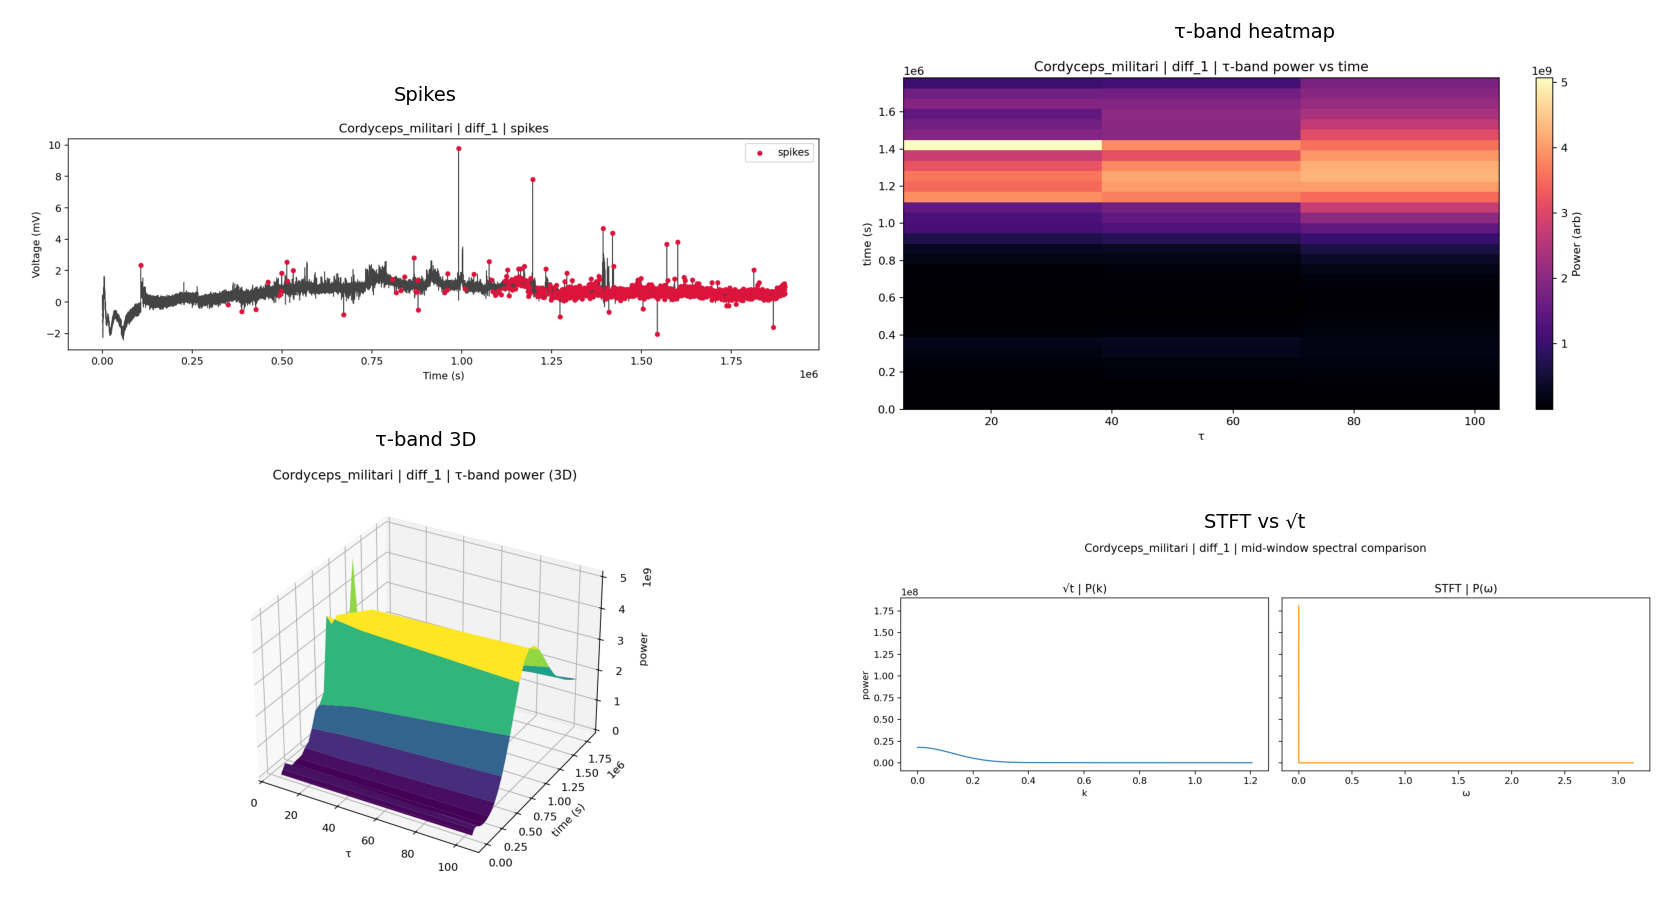 Spikes
Cordyceps_militari | diff_1 | spikes
spikes
10
8
6
4
2
0
−2
Voltage (mV)
0.00 0.25 0.50 0.75 1.00 1.25 1.50 1.75
1e6
Time (s)
τ-band heatmap
Cordyceps_militari | diff_1 | τ-band power vs time
1e6
1.6
1.4
1.2
1.0
0.8
0.6
0.4
0.2
0.0
time (s)
20 40 60 80 100
τ
1e9
5
4
3
2
1
Power (arb)
τ-band 3D
Cordyceps_militari | diff_1 | τ-band power (3D)
1e9
5
4
3
2
1
0
power
0 20 40 60 80 100
τ
0.00 0.25 0.50 0.75 1.00 1.25 1.50 1.75
1e6
time (s)
STFT vs √t
Cordyceps_militari | diff_1 | mid-window spectral comparison
√t | P(k)
1e8
1.75
1.50
1.25
1.00
0.75
0.50
0.25
0.00
power
0.0 0.2 0.4 0.6 0.8 1.0 1.2
k
STFT | P(ω)
0.0 0.5 1.0 1.5 2.0 2.5 3.0
ω